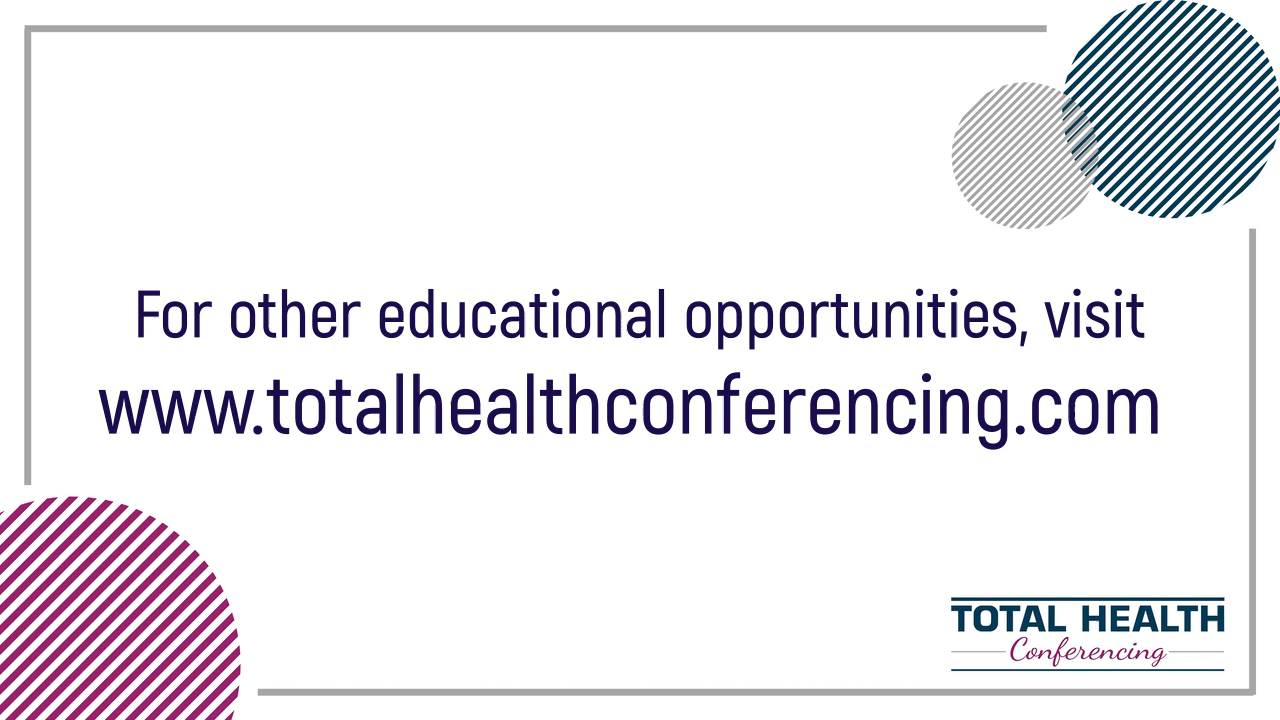 For other educational opportunities, visit
www.totalhealthconferencing.com
TOTAL HEALTH
Conferencing